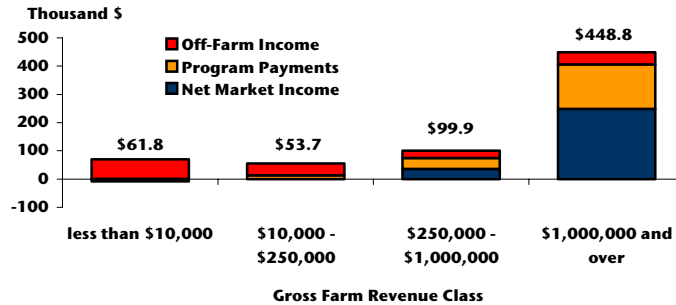 Thousand $
500
400
300
200
100
0
-100
Off-Farm Income
Program Payments
Net Market Income
$61.8
$53.7
$99.9
$448.8
less than $10,000
$10,000 -
$250,000
$250,000 -
$1,000,000
$1,000,000 and
over
Gross Farm Revenue Class